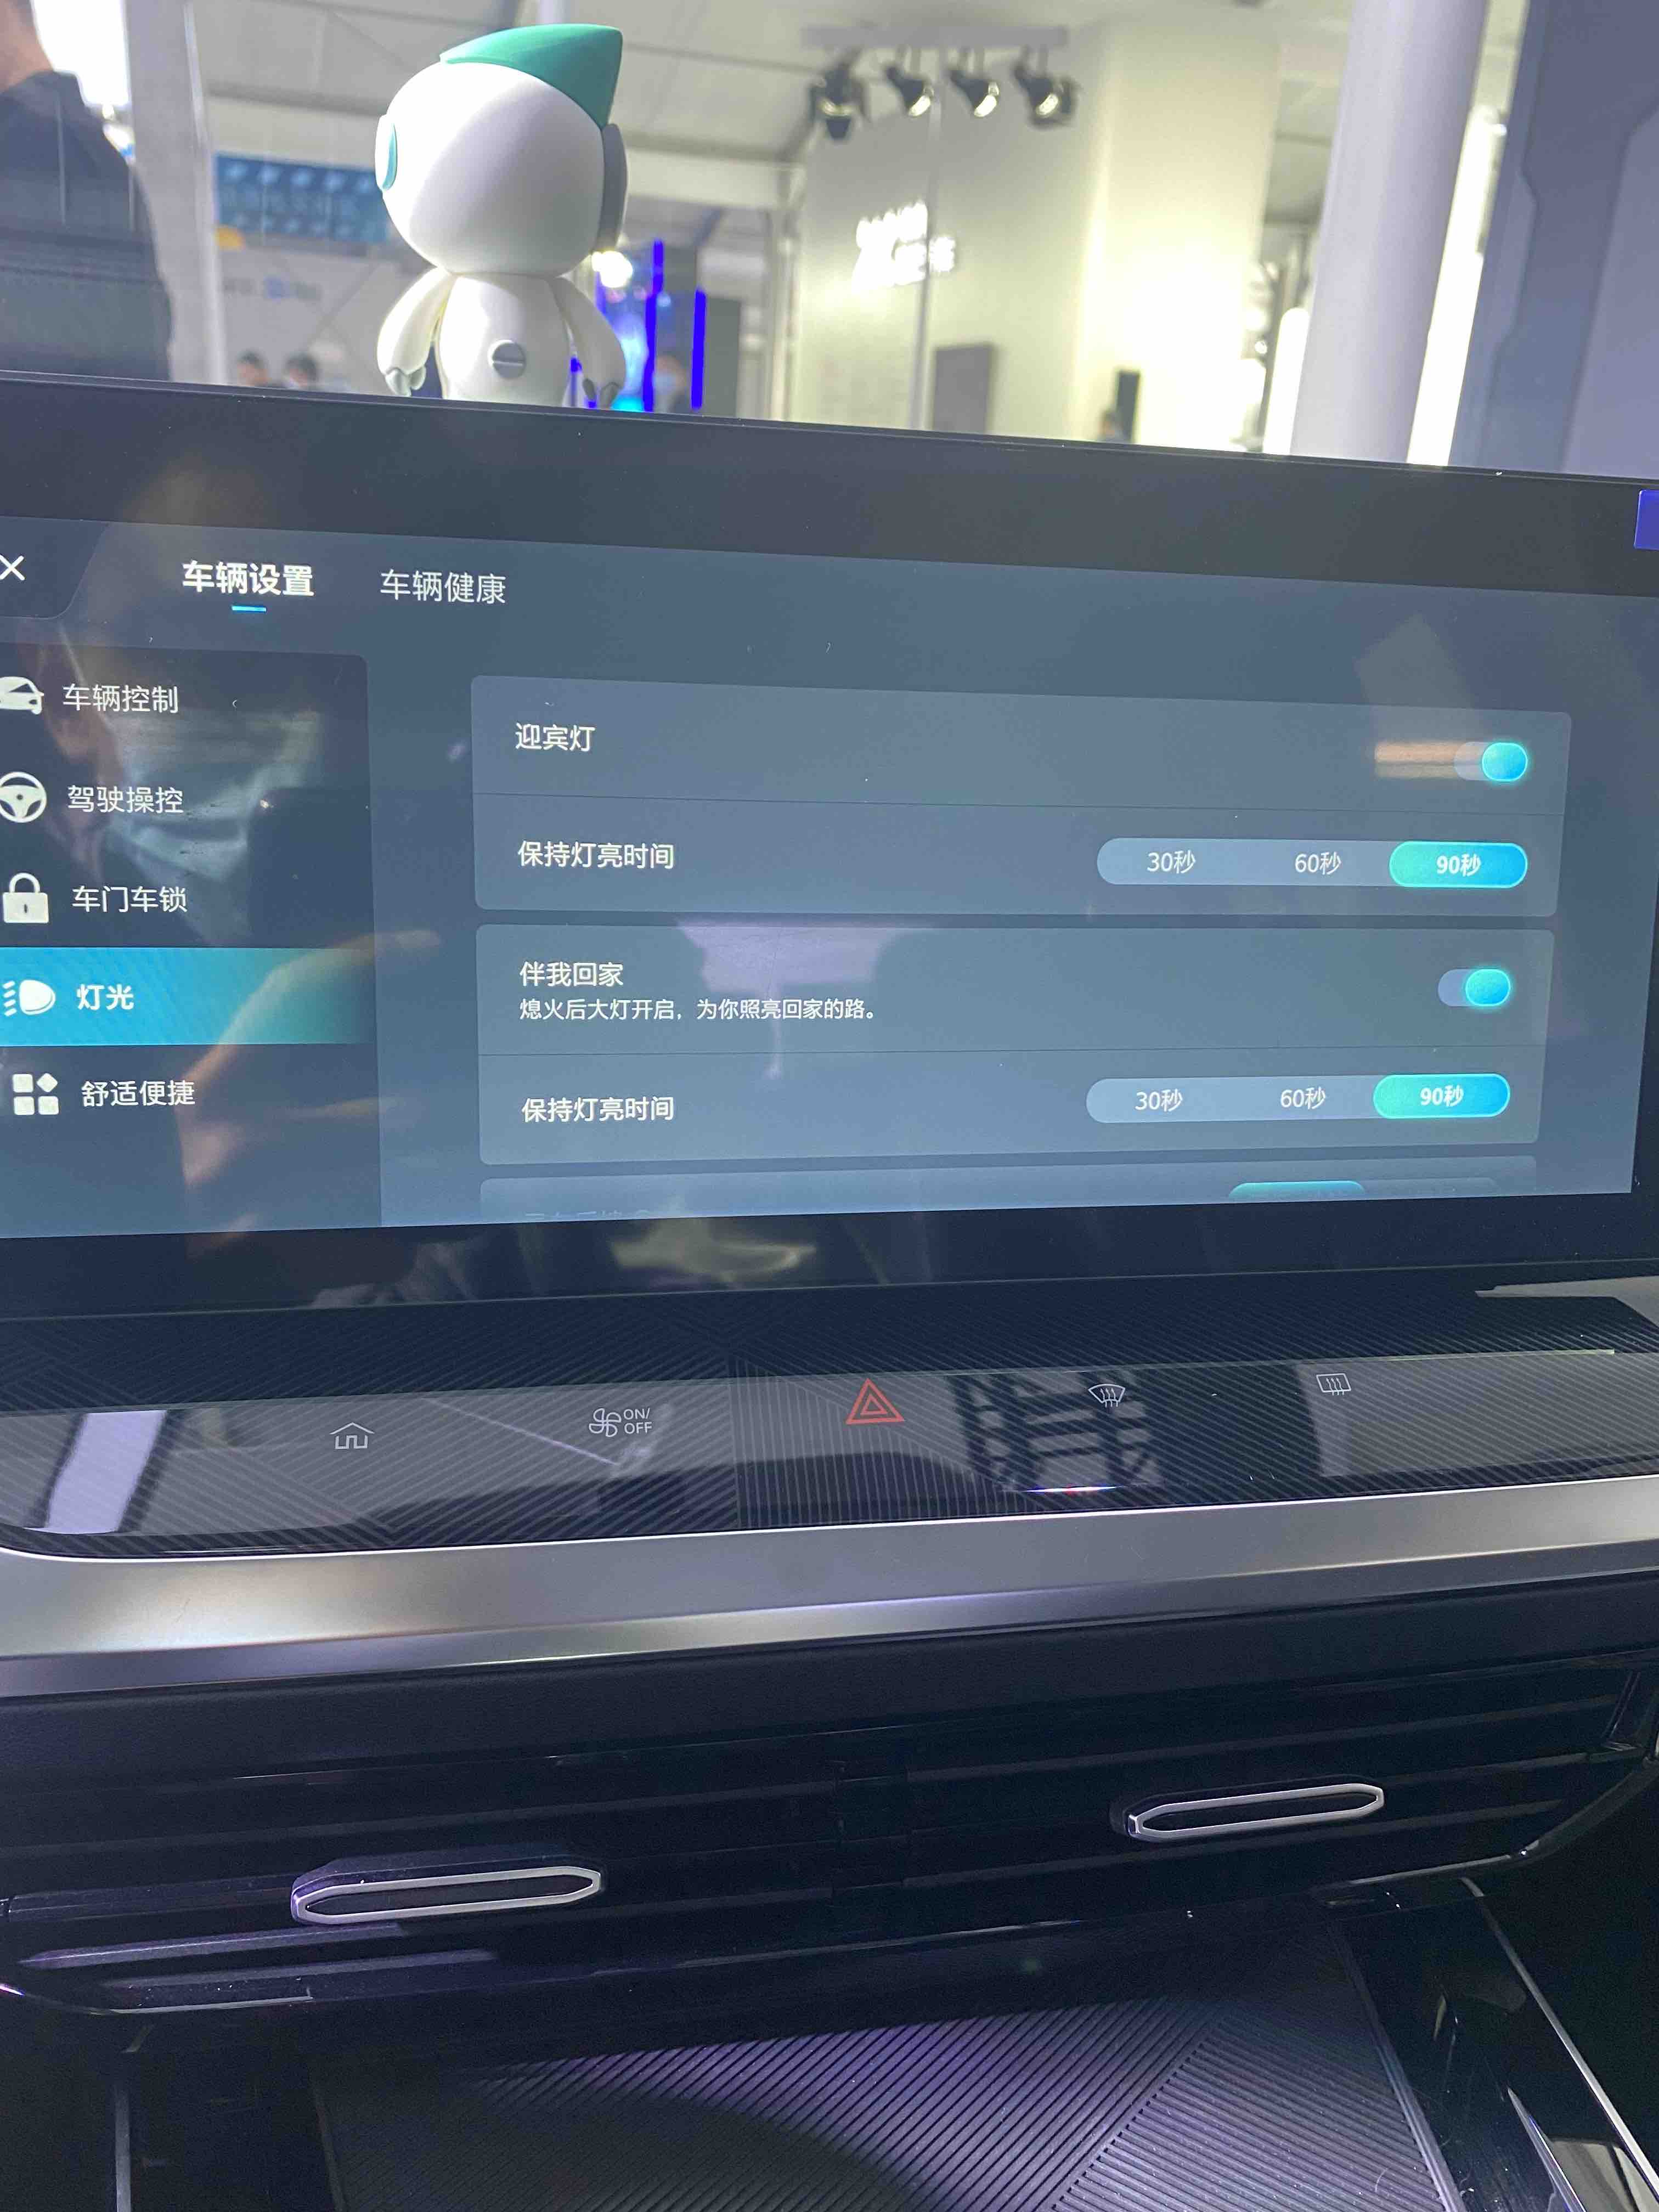 车辆设置 车辆健康
车辆控制
驾驶操控
车门车锁
灯光
舒适便捷
迎宾灯
保持灯亮时间 30秒 60秒 90秒
伴我回家
熄火后大灯开启，为你照亮回家的路。
保持灯亮时间 30秒 60秒 90秒
ON/
OFF